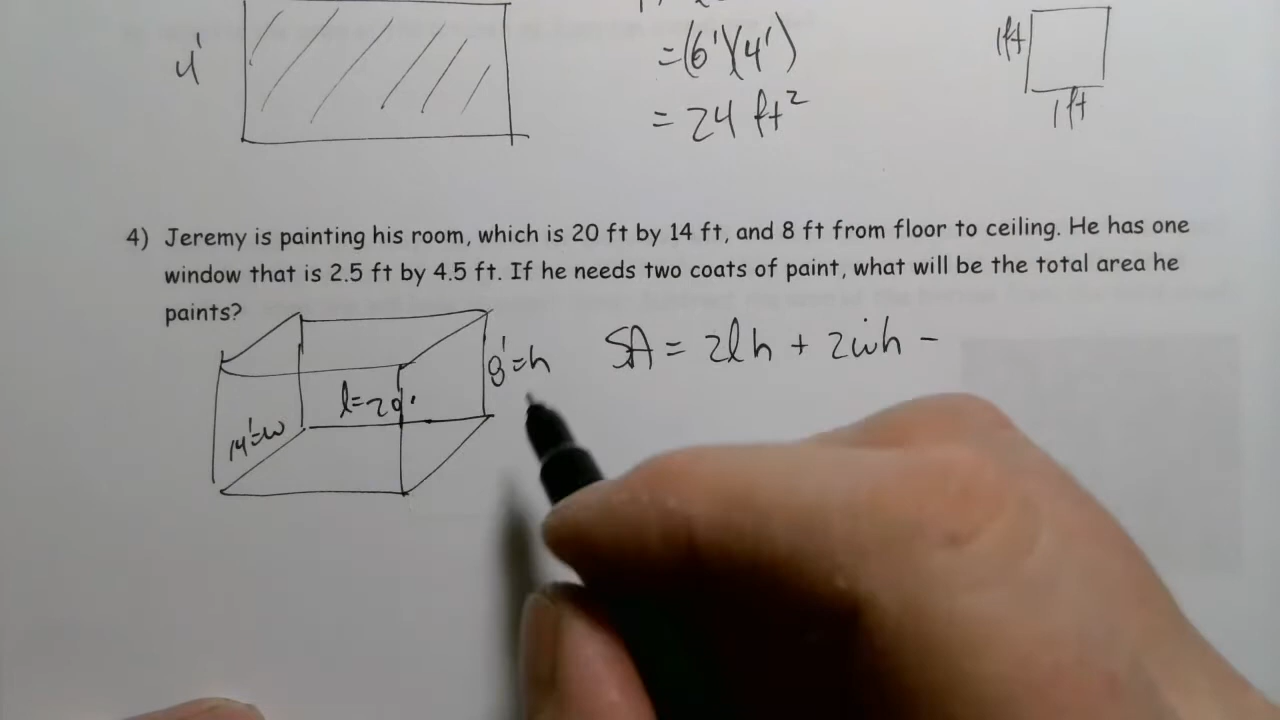 4'
= (6')(4')
= 24 ft²
1ft
1ft
4) Jeremy is painting his room, which is 20 ft by 14 ft, and 8 ft from floor to ceiling. He has one
window that is 2.5 ft by 4.5 ft. If he needs two coats of paint, what will be the total area he
paints?
8'=h
SA = 2lh + 2wh -
l=20'
14'=w